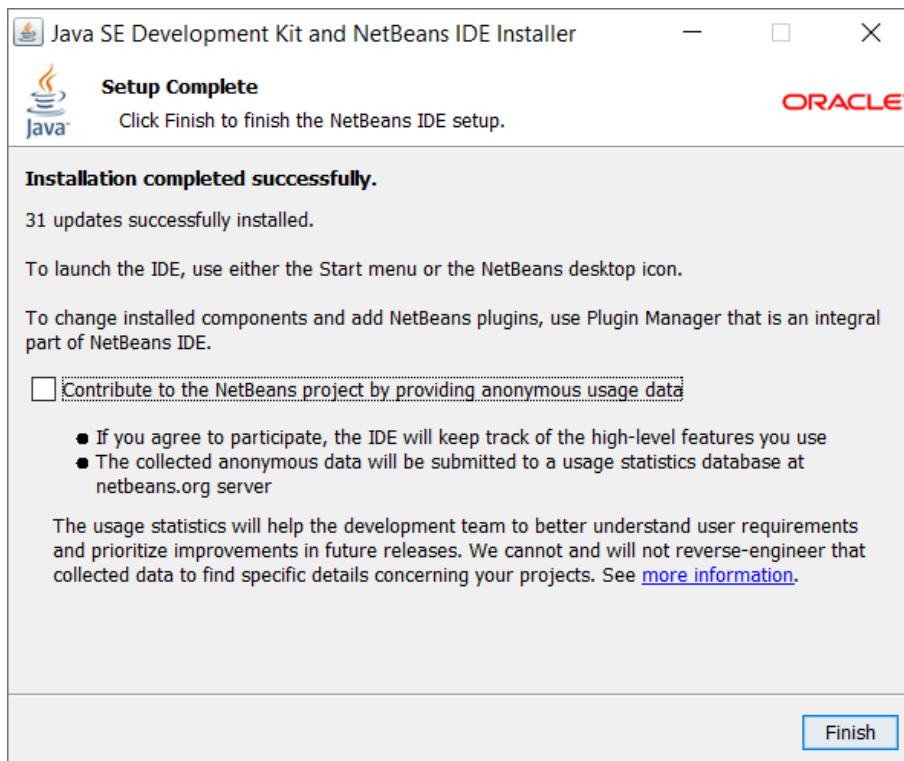 Java SE Development Kit and NetBeans IDE Installer
Setup Complete
Click Finish to finish the NetBeans IDE setup.
Java
ORACLE
Installation completed successfully.
31 updates successfully installed.
To launch the IDE, use either the Start menu or the NetBeans desktop icon.
To change installed components and add NetBeans plugins, use Plugin Manager that is an integral
part of NetBeans IDE.
Contribute to the NetBeans project by providing anonymous usage data
If you agree to participate, the IDE will keep track of the high-level features you use
The collected anonymous data will be submitted to a usage statistics database at
netbeans.org server
The usage statistics will help the development team to better understand user requirements
and prioritize improvements in future releases. We cannot and will not reverse-engineer that
collected data to find specific details concerning your projects. See more information.
Finish